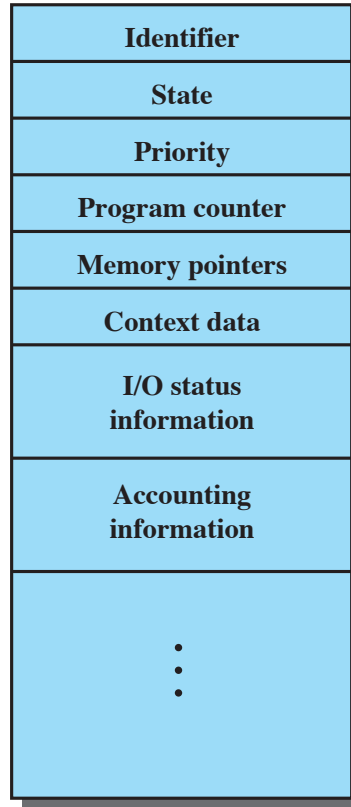 Identifier
State
Priority
Program counter
Memory pointers
Context data
I/O status
information
Accounting
information